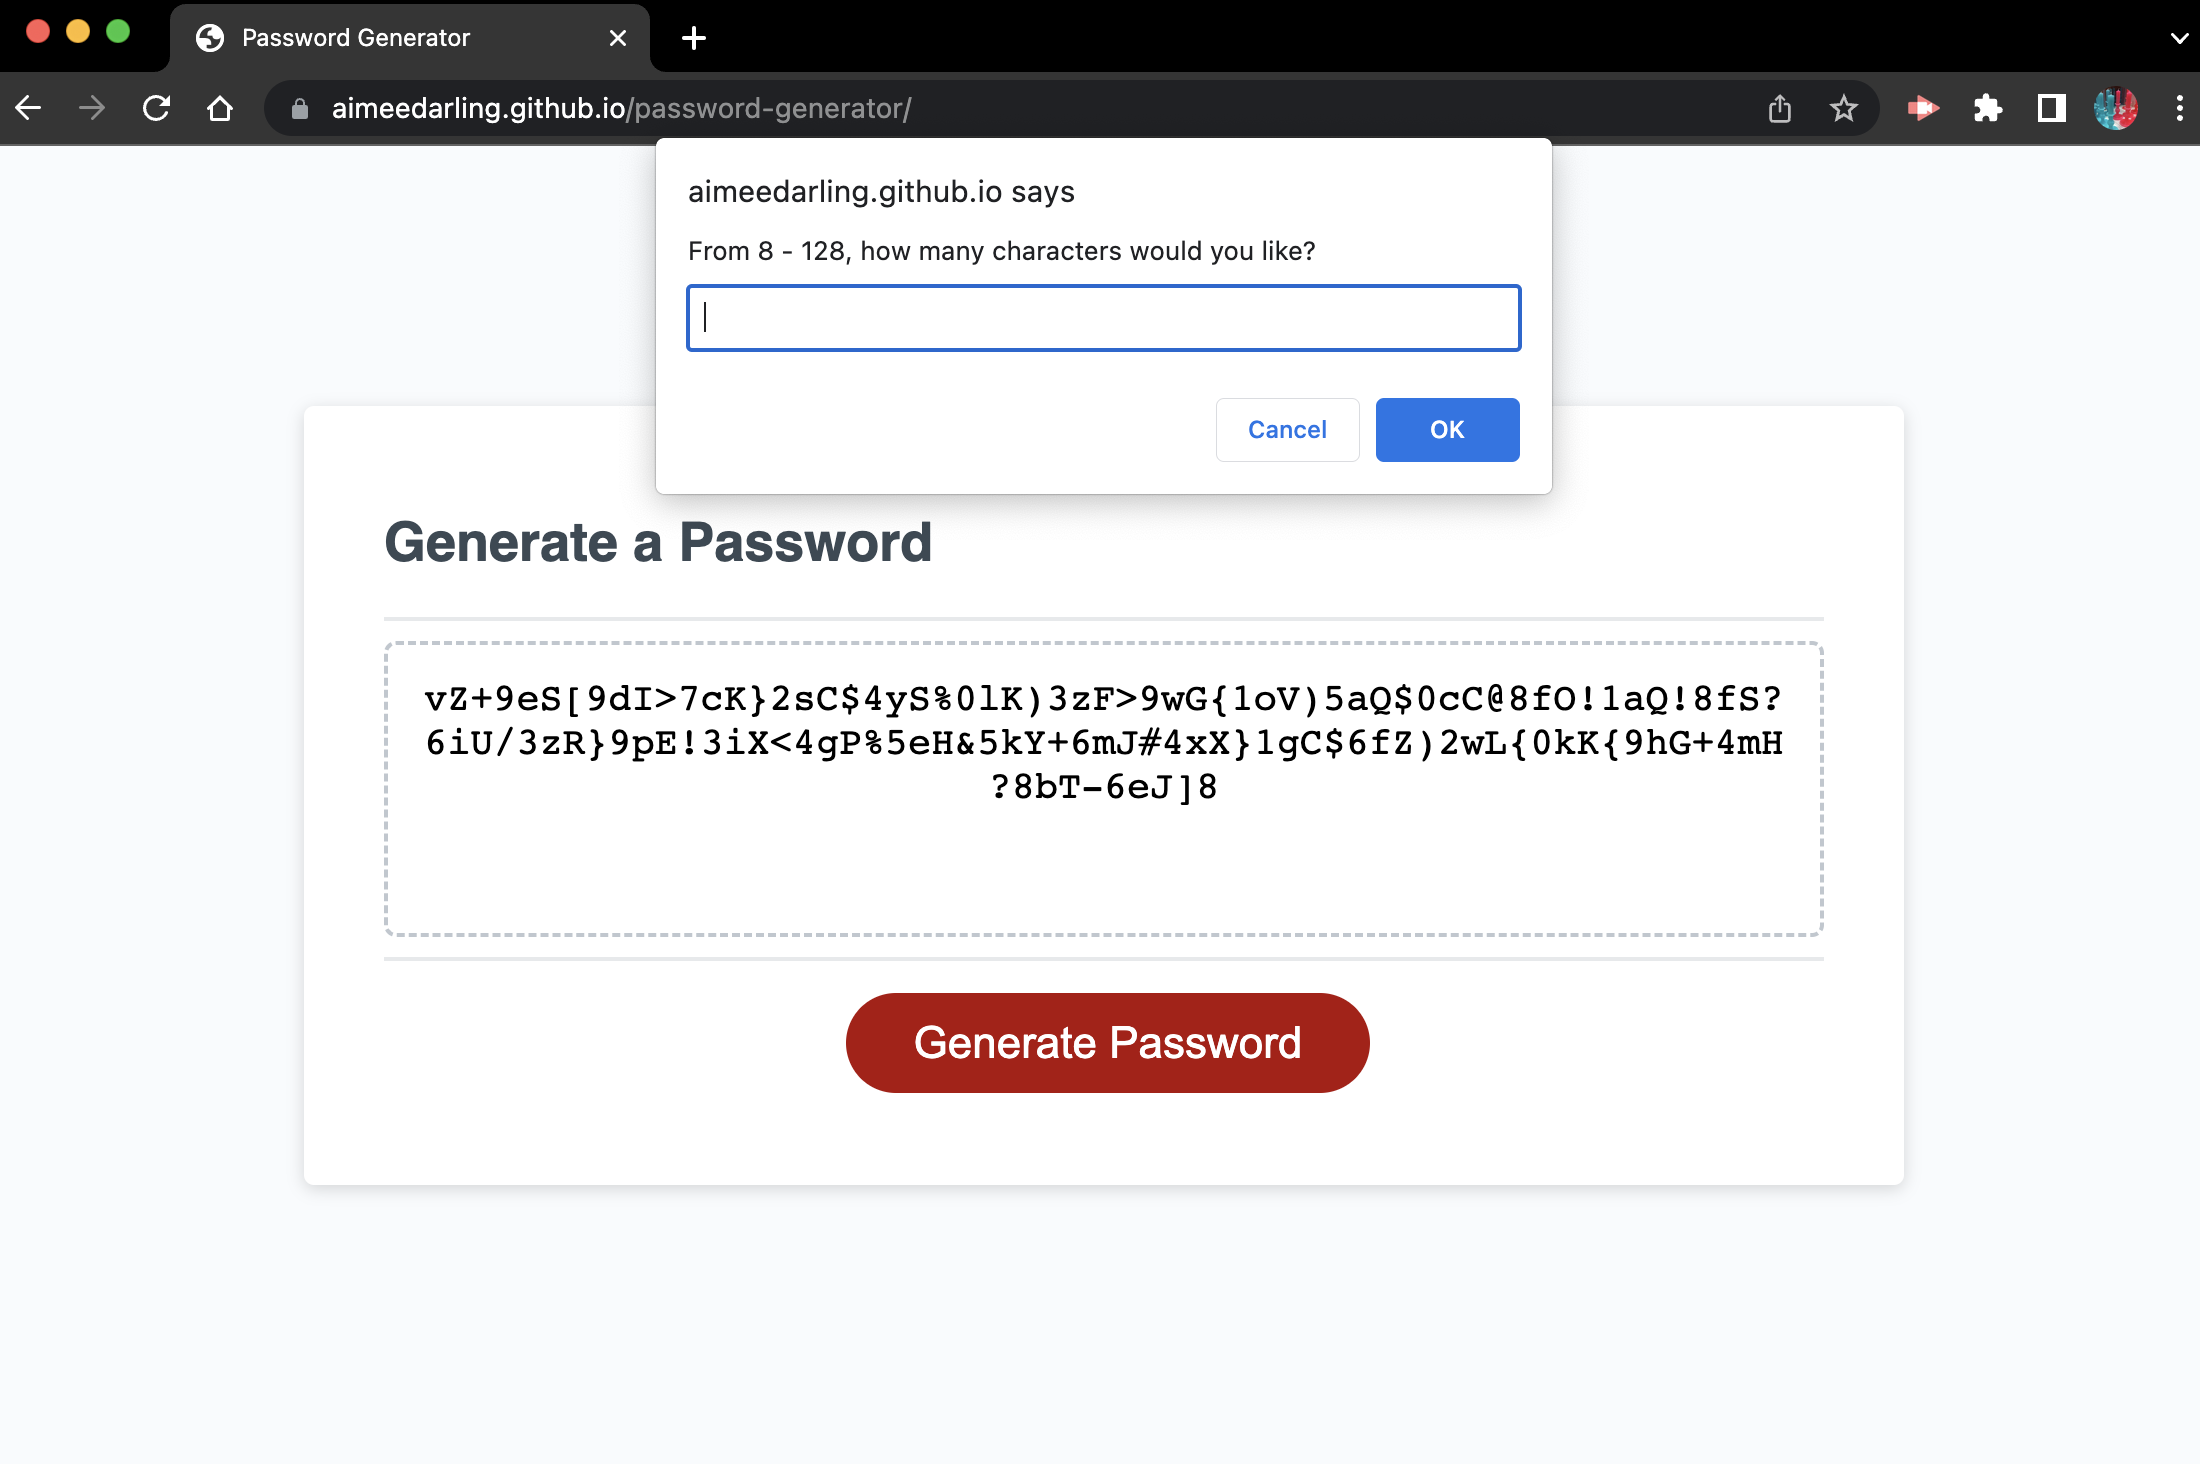 Password Generator
aimeedarling.github.io/password-generator/
aimeedarling.github.io says
From 8 - 128, how many characters would you like?
Cancel
OK
Generate a Password
vZ+9eS[9dI>7cK}2sC$4yS%0lK)3zF>9wG{1oV)5aQ$0cC@8fO!1aQ!8fS?
6iU/3zR}9pE!3iX<4gP%5eH&5kY+6mJ#4xX}1gC$6fZ)2wL{0kK{9hG+4mH
?8bT-6eJ]8
Generate Password